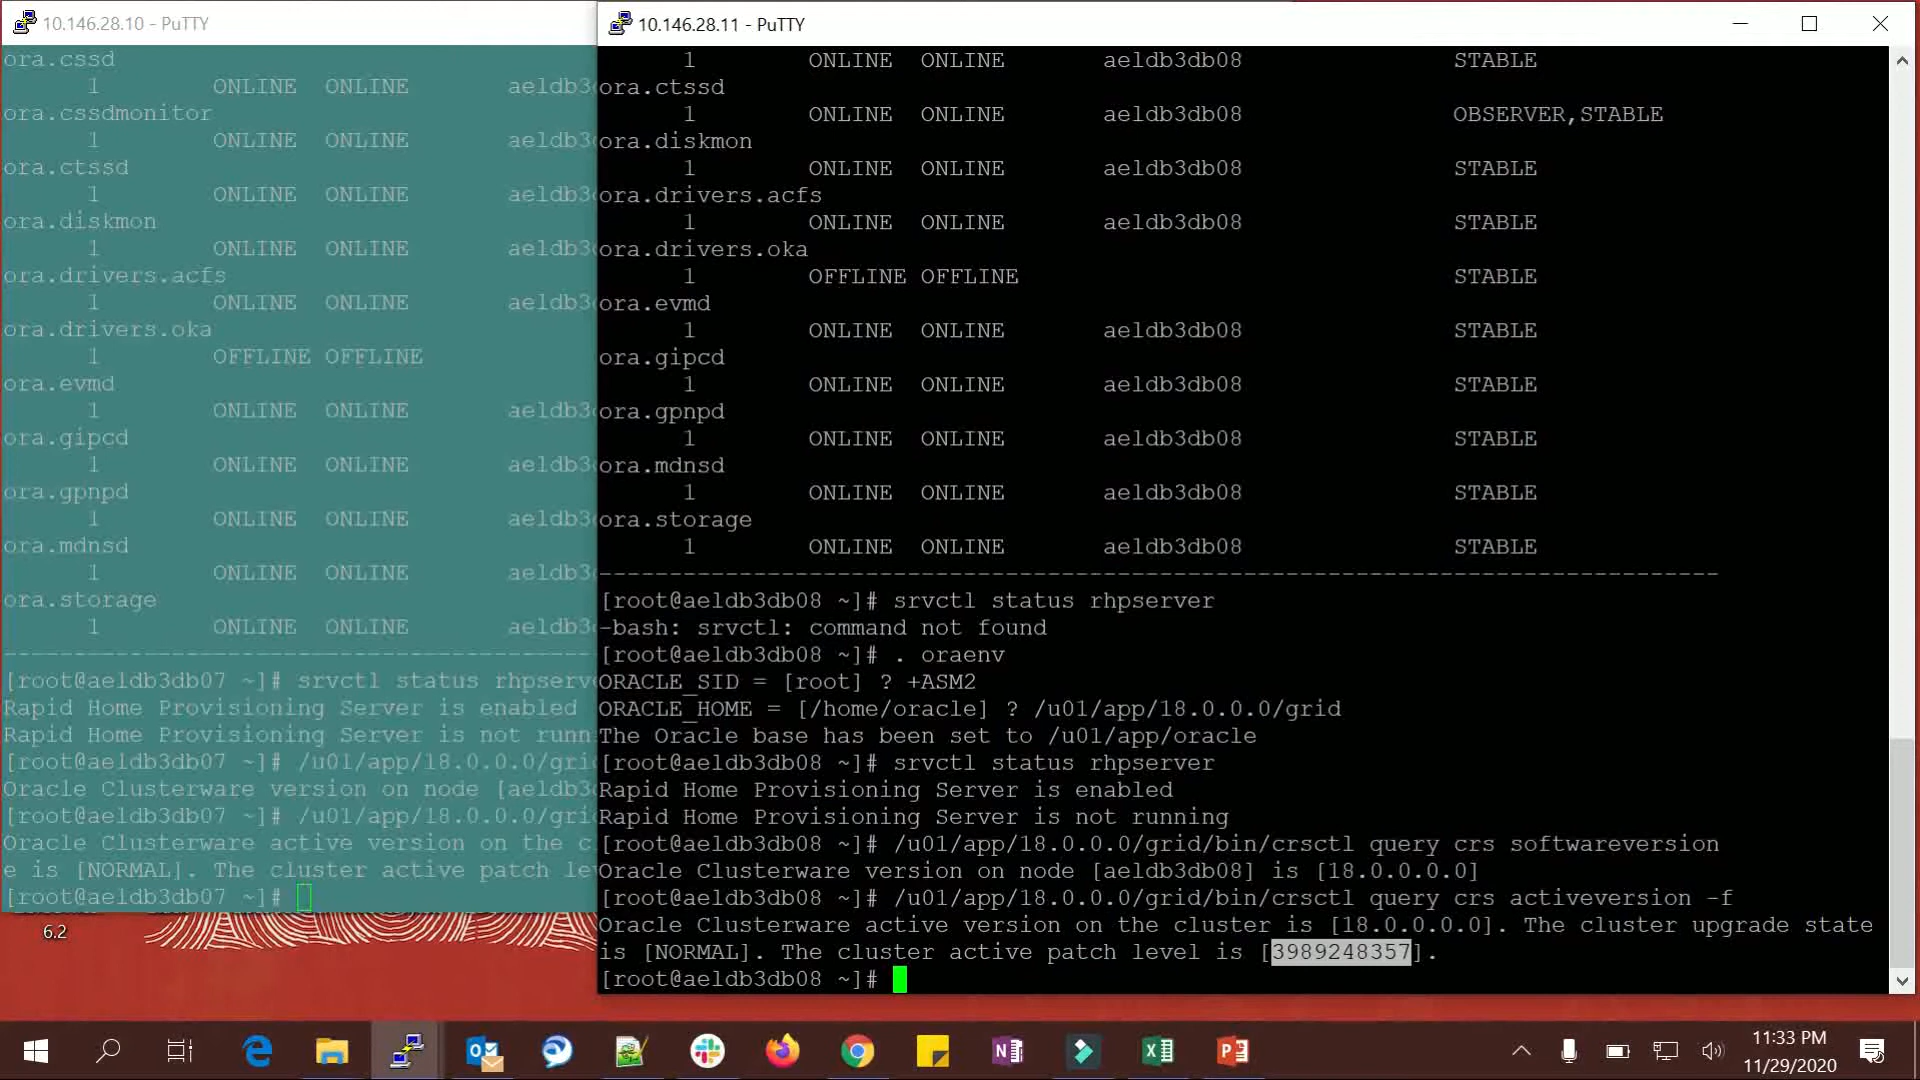 10.146.28.10 - PuTTY
ora.cssd
1 ONLINE ONLINE aeldb3
ora.cssdmonitor
1 ONLINE ONLINE aeldb3
ora.ctssd
1 ONLINE ONLINE aeldb3
ora.diskmon
1 ONLINE ONLINE aeldb3
ora.drivers.acfs
1 ONLINE ONLINE aeldb3
ora.drivers.oka
1 OFFLINE OFFLINE
ora.evmd
1 ONLINE ONLINE aeldb3
ora.gipcd
1 ONLINE ONLINE aeldb3
ora.gpnpd
1 ONLINE ONLINE aeldb3
ora.mdnsd
1 ONLINE ONLINE aeldb3
ora.storage
1 ONLINE ONLINE aeldb3
--------------------------------------------
[root@aeldb3db07 ~]# srvctl status rhpserv
Rapid Home Provisioning Server is enabled
Rapid Home Provisioning Server is not runn
[root@aeldb3db07 ~]# /u01/app/18.0.0.0/gri
Oracle Clusterware version on node [aeldb3
[root@aeldb3db07 ~]# /u01/app/18.0.0.0/gri
Oracle Clusterware active version on the c
e is [NORMAL]. The cluster active patch le
[root@aeldb3db07 ~]#
6.2
10.146.28.11 - PuTTY
1 ONLINE ONLINE aeldb3db08 STABLE
ora.ctssd
1 ONLINE ONLINE aeldb3db08 OBSERVER,STABLE
ora.diskmon
1 ONLINE ONLINE aeldb3db08 STABLE
ora.drivers.acfs
1 ONLINE ONLINE aeldb3db08 STABLE
ora.drivers.oka
1 OFFLINE OFFLINE STABLE
ora.evmd
1 ONLINE ONLINE aeldb3db08 STABLE
ora.gipcd
1 ONLINE ONLINE aeldb3db08 STABLE
ora.gpnpd
1 ONLINE ONLINE aeldb3db08 STABLE
ora.mdnsd
1 ONLINE ONLINE aeldb3db08 STABLE
ora.storage
1 ONLINE ONLINE aeldb3db08 STABLE
--------------------------------------------------------------------------------
[root@aeldb3db08 ~]# srvctl status rhpserver
-bash: srvctl: command not found
[root@aeldb3db08 ~]# . oraenv
ORACLE_SID = [root] ? +ASM2
ORACLE_HOME = [/home/oracle] ? /u01/app/18.0.0.0/grid
The Oracle base has been set to /u01/app/oracle
[root@aeldb3db08 ~]# srvctl status rhpserver
Rapid Home Provisioning Server is enabled
Rapid Home Provisioning Server is not running
[root@aeldb3db08 ~]# /u01/app/18.0.0.0/grid/bin/crsctl query crs softwareversion
Oracle Clusterware version on node [aeldb3db08] is [18.0.0.0.0]
[root@aeldb3db08 ~]# /u01/app/18.0.0.0/grid/bin/crsctl query crs activeversion -f
Oracle Clusterware active version on the cluster is [18.0.0.0.0]. The cluster upgrade state
is [NORMAL]. The cluster active patch level is [3989248357].
[root@aeldb3db08 ~]#
11:33 PM
11/29/2020